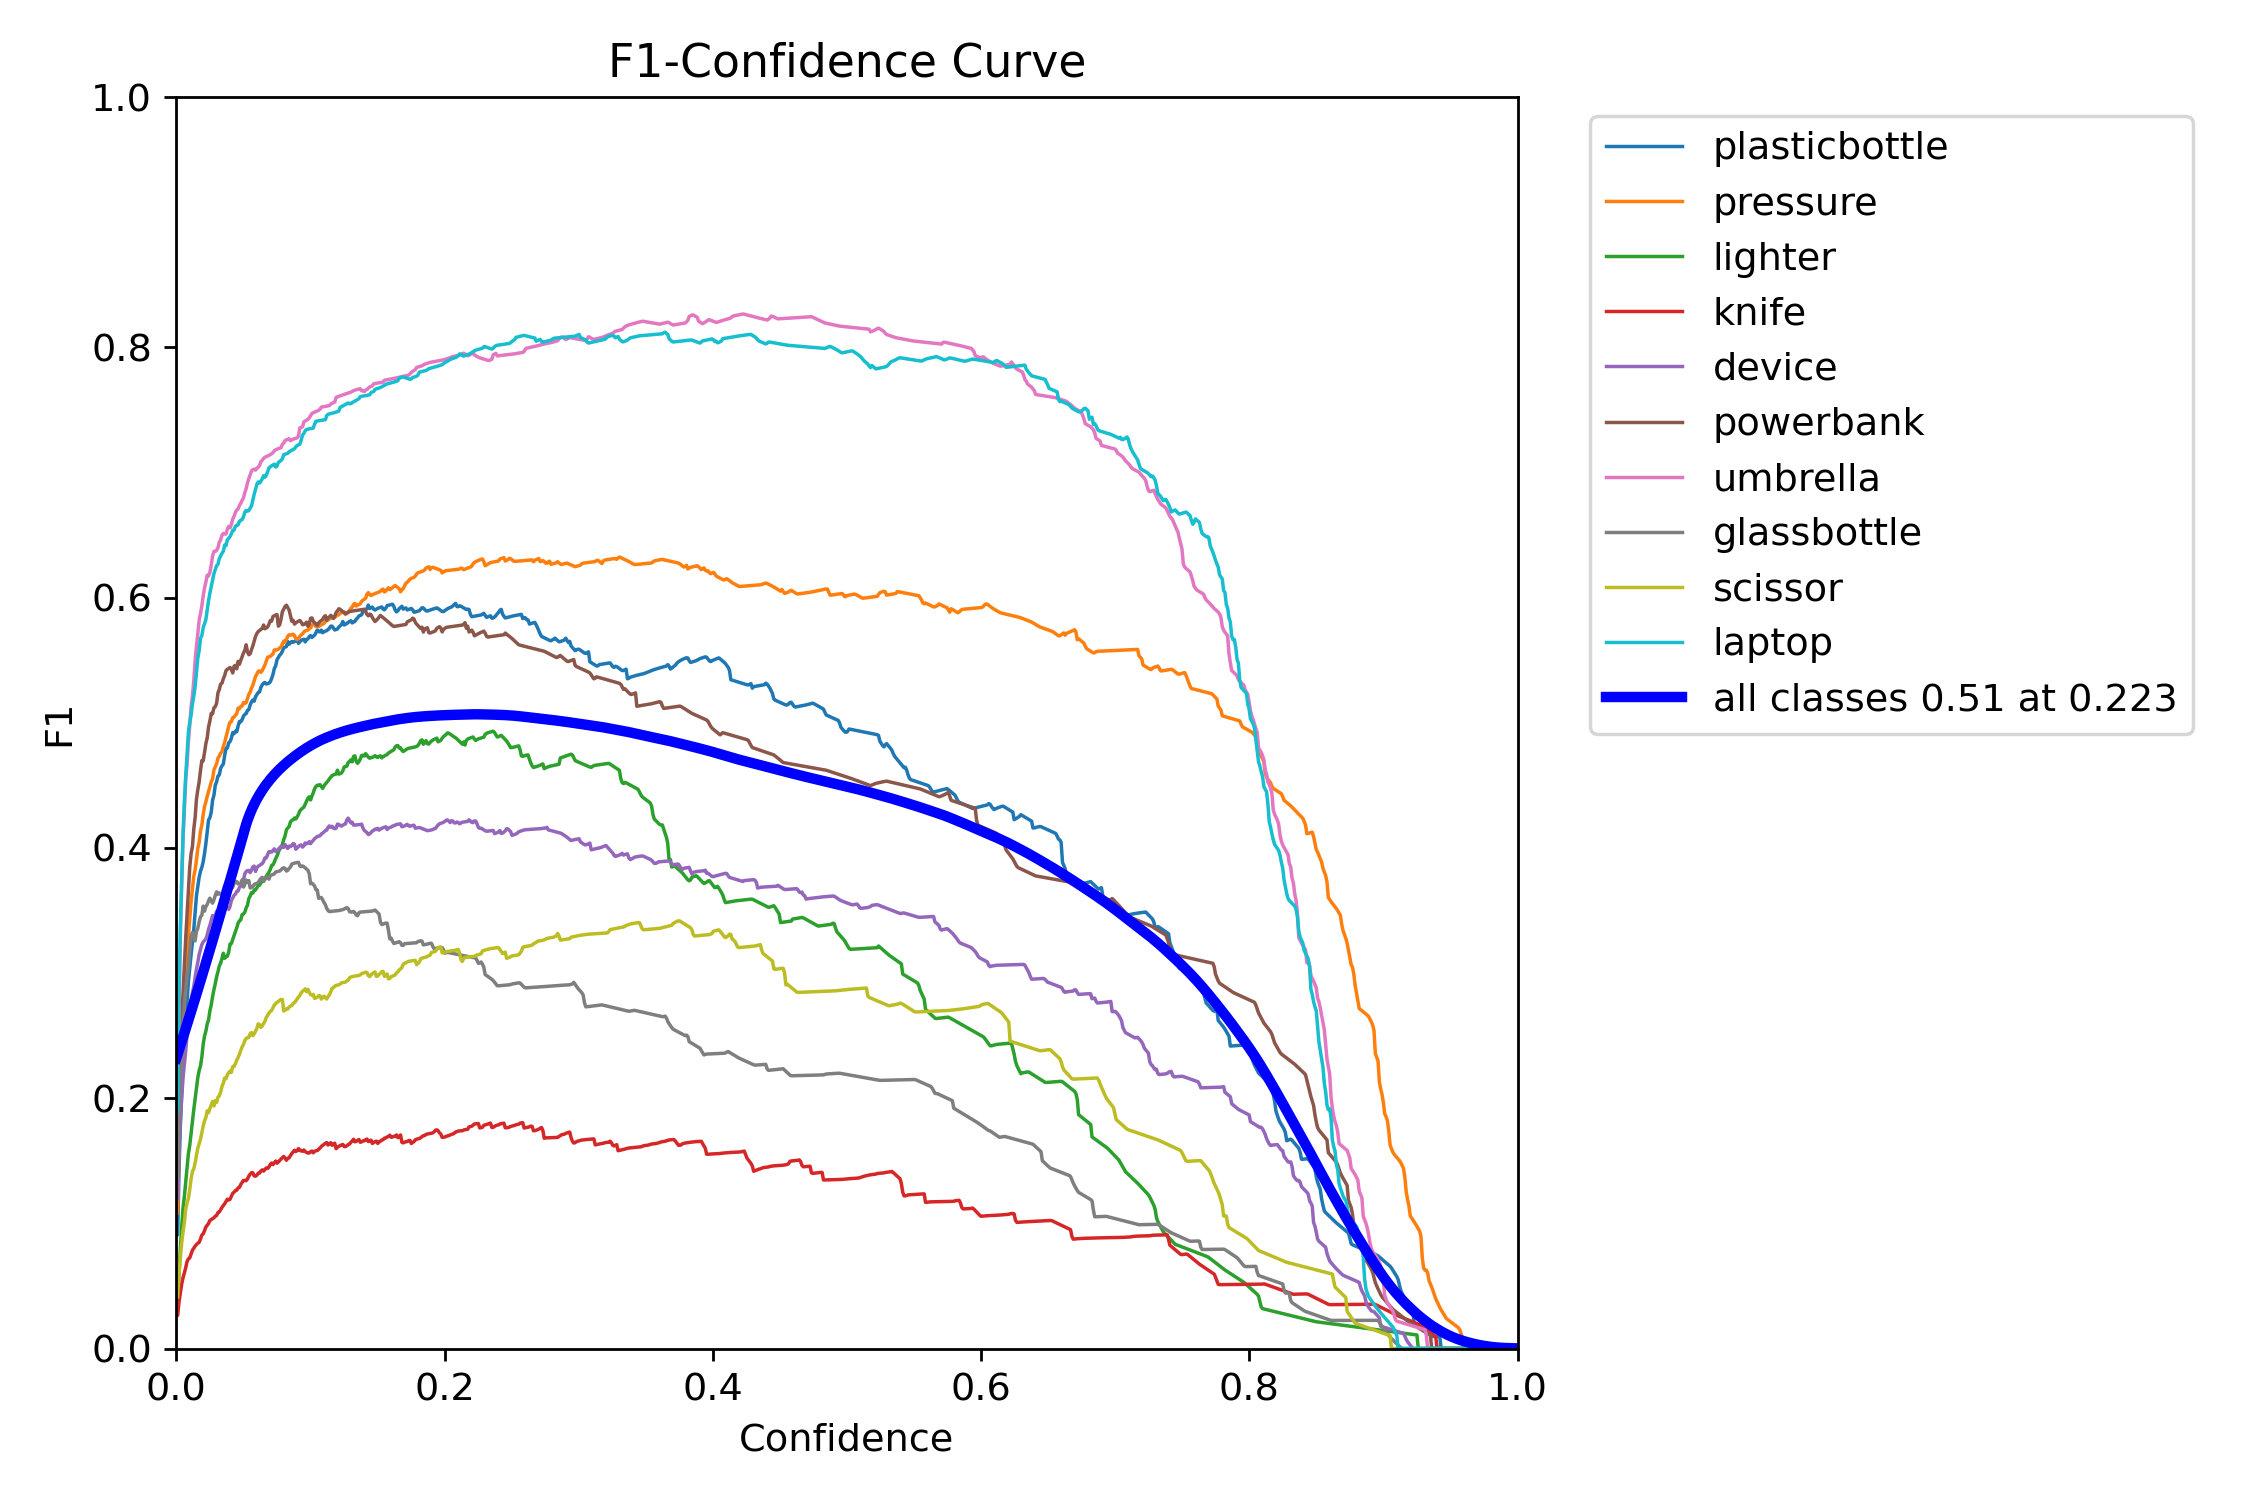 F1-Confidence Curve
1.0
0.8
0.6
0.4
0.2
0.0
F1
0.0 0.2 0.4 0.6 0.8 1.0
Confidence
plasticbottle
pressure
lighter
knife
device
powerbank
umbrella
glassbottle
scissor
laptop
all classes 0.51 at 0.223